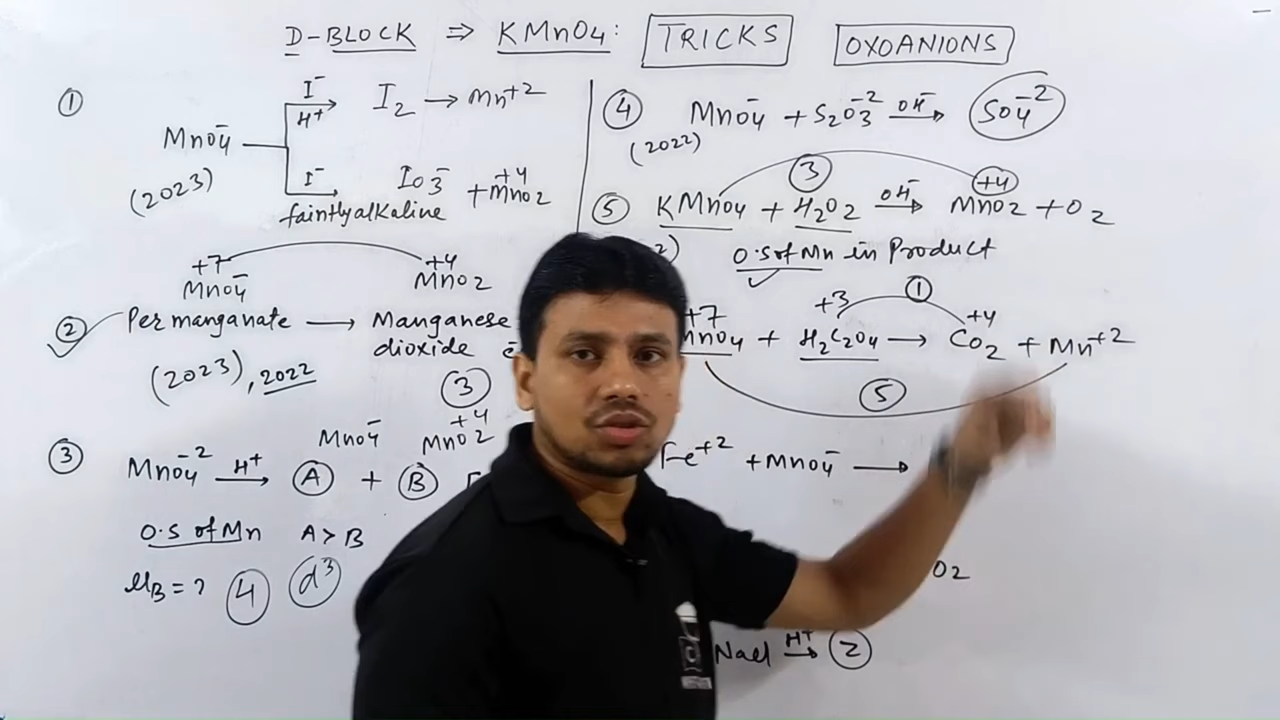 D-BLOCK ⇒ KMnO4: TRICKS OXOANIONS
① MnO4⁻ (2023)
I⁻ H⁺ → I2 → Mn+2
I⁻ faintly alkaline → IO3⁻ + MnO2 +4
② Permanganate → Manganese dioxide
+7 MnO4⁻ +4 MnO2
(2023), 2022
③
③ MnO4⁻² H⁺ → A + B
MnO4⁻ +4 MnO2
O.S of Mn A > B
μB = ? 4 d³
④ MnO4⁻ + S2O3⁻² OH⁻ → SO4⁻²
(2022)
⑤ KMnO4 + H2O2 OH⁻ → MnO2 + O2
③ +4
O.S of Mn in Product
+7 MnO4 + H2C2O4 → CO2 + Mn+2
+3 ① +4
⑤
Fe+2 + MnO4⁻ →
O2
NaCl H⁺ → ②